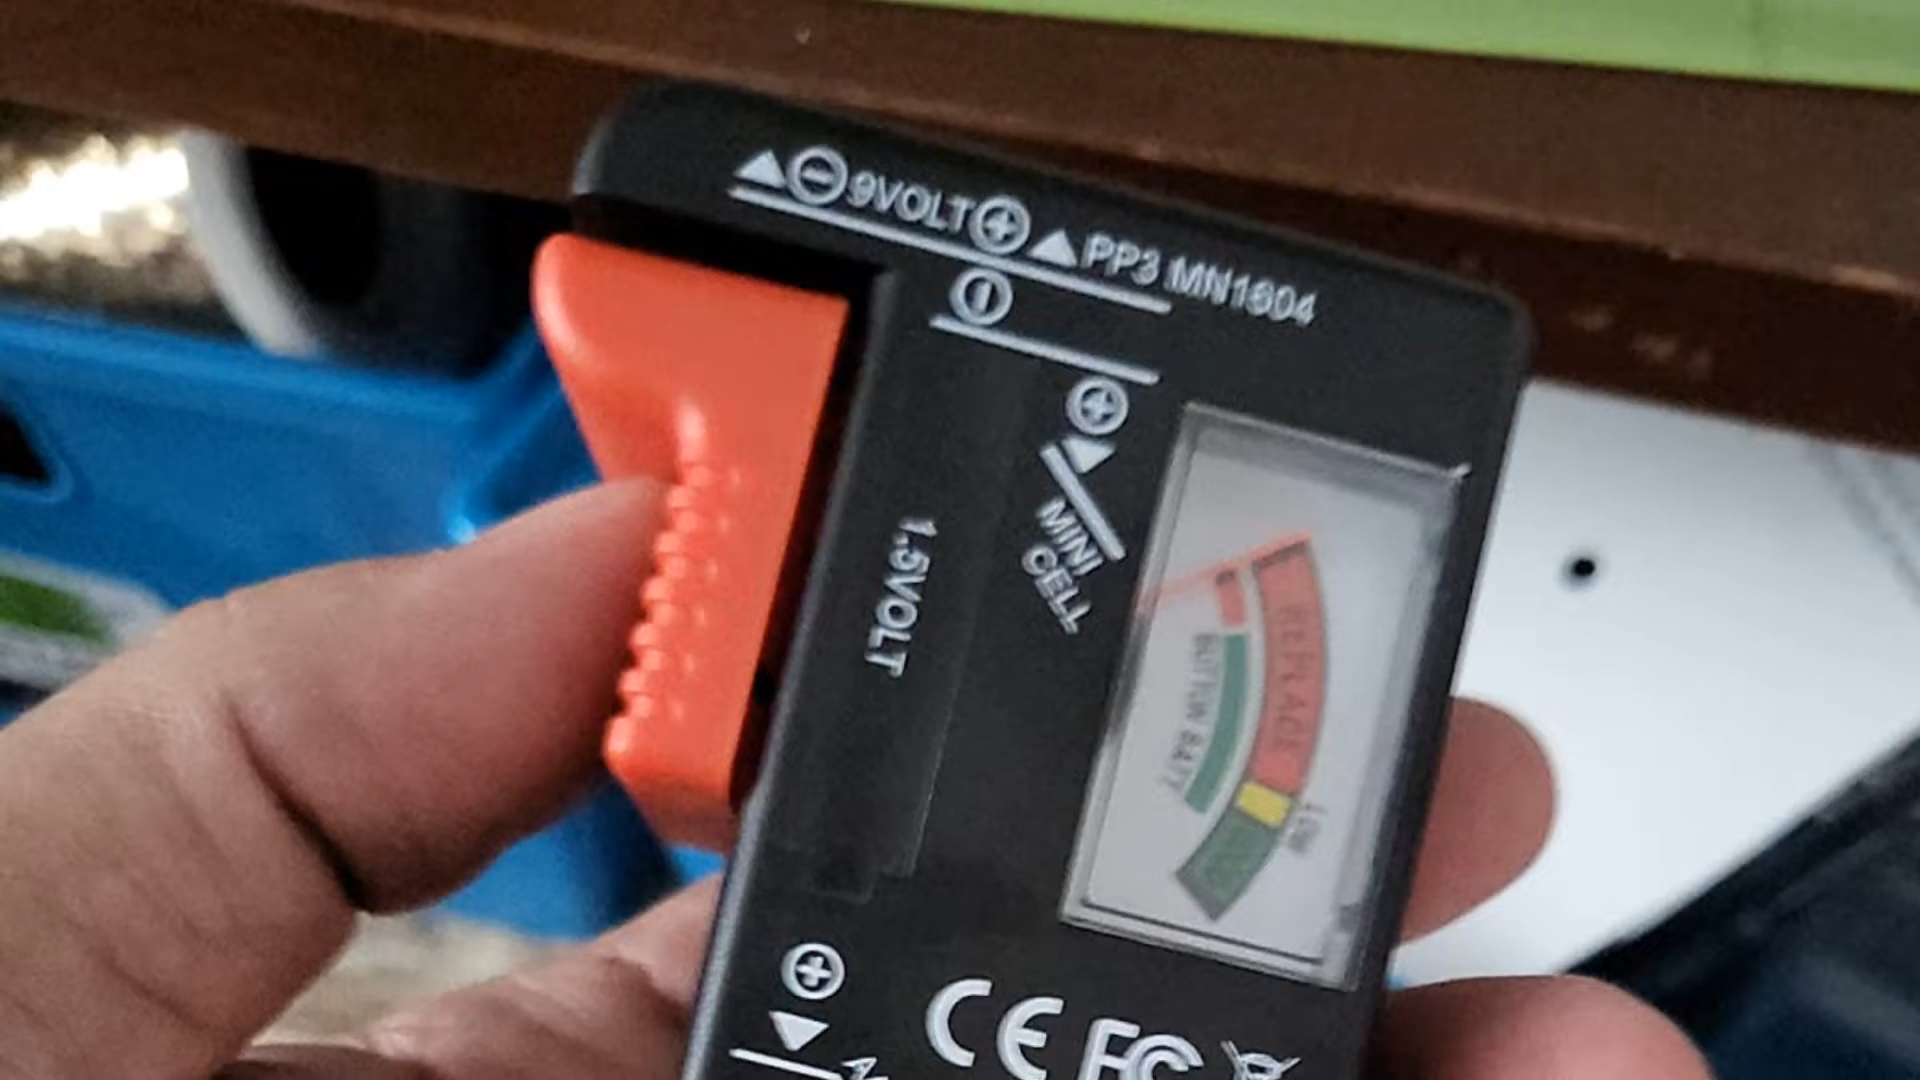 9VOLT PP3 MN1604
MINI
CELL
1.5VOLT
REPLACE
LOW
BUTTON BATT
CE FC